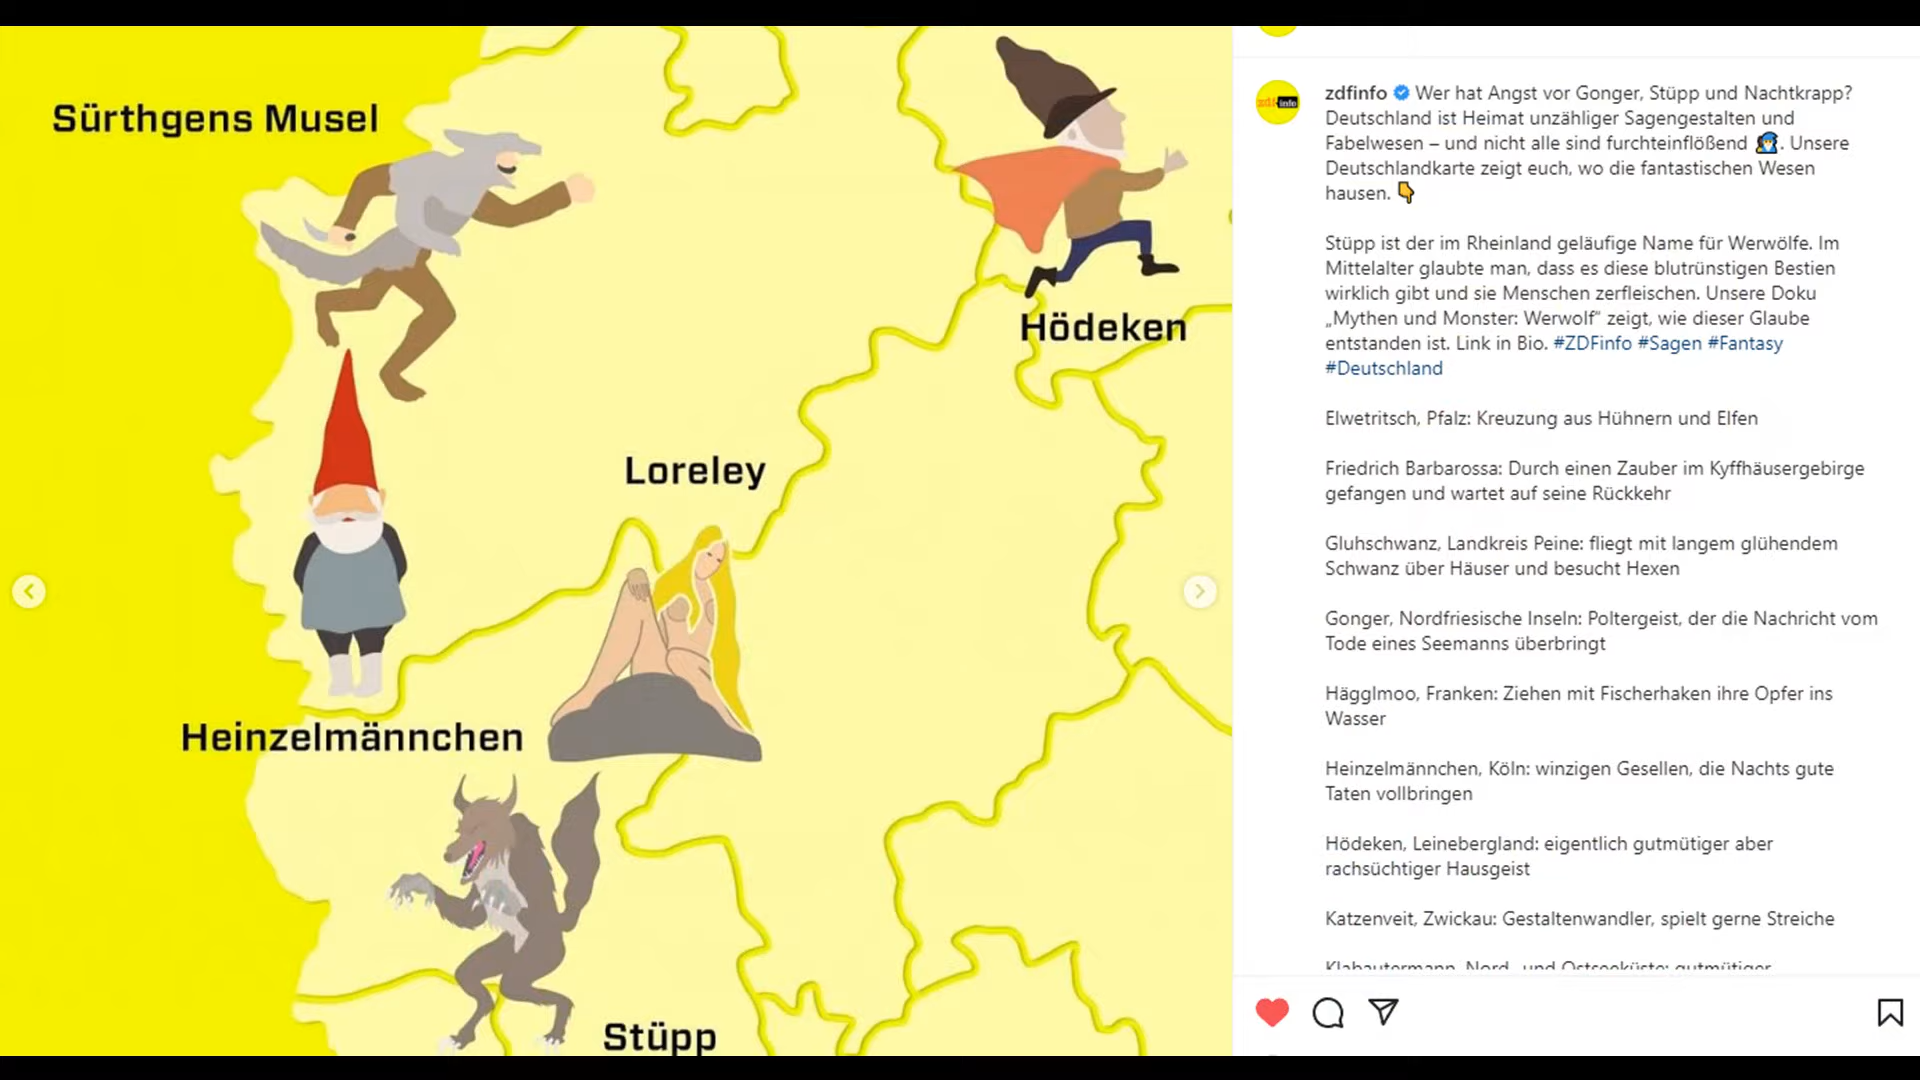 Sürthgens Musel
Hödeken
Loreley
Heinzelmännchen
Stüpp
zdf info
zdfinfo Wer hat Angst vor Gonger, Stüpp und Nachtkrapp?
Deutschland ist Heimat unzähliger Sagengestalten und
Fabelwesen – und nicht alle sind furchteinflößend 🧙‍♂️. Unsere
Deutschlandkarte zeigt euch, wo die fantastischen Wesen
hausen. 👇
Stüpp ist der im Rheinland geläufige Name für Werwölfe. Im
Mittelalter glaubte man, dass es diese blutrünstigen Bestien
wirklich gibt und sie Menschen zerfleischen. Unsere Doku
„Mythen und Monster: Werwolf“ zeigt, wie dieser Glaube
entstanden ist. Link in Bio. #ZDFinfo #Sagen #Fantasy
#Deutschland
Elwetritsch, Pfalz: Kreuzung aus Hühnern und Elfen
Friedrich Barbarossa: Durch einen Zauber im Kyffhäusergebirge
gefangen und wartet auf seine Rückkehr
Gluhschwanz, Landkreis Peine: fliegt mit langem glühendem
Schwanz über Häuser und besucht Hexen
Gonger, Nordfriesische Inseln: Poltergeist, der die Nachricht vom
Tode eines Seemanns überbringt
Hägglmoo, Franken: Ziehen mit Fischerhaken ihre Opfer ins
Wasser
Heinzelmännchen, Köln: winzigen Gesellen, die Nachts gute
Taten vollbringen
Hödeken, Leinebergland: eigentlich gutmütiger aber
rachsüchtiger Hausgeist
Katzenveit, Zwickau: Gestaltenwandler, spielt gerne Streiche
Klabautermann, Nord- und Ostseeküste: gutmütiger